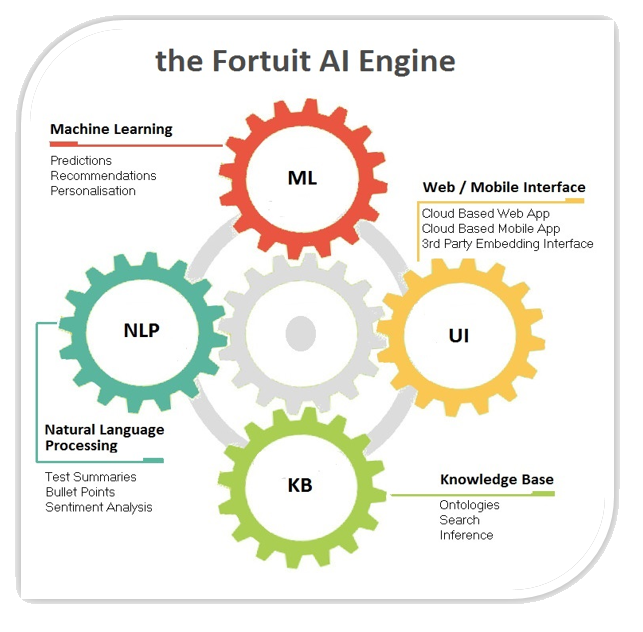 the Fortuit AI Engine
Machine Learning
Predictions
Recommendations
Personalisation
ML
Web / Mobile Interface
Cloud Based Web App
Cloud Based Mobile App
3rd Party Embedding Interface
NLP
UI
Natural Language
Processing
Test Summaries
Bullet Points
Sentiment Analysis
KB
Knowledge Base
Ontologies
Search
Inference